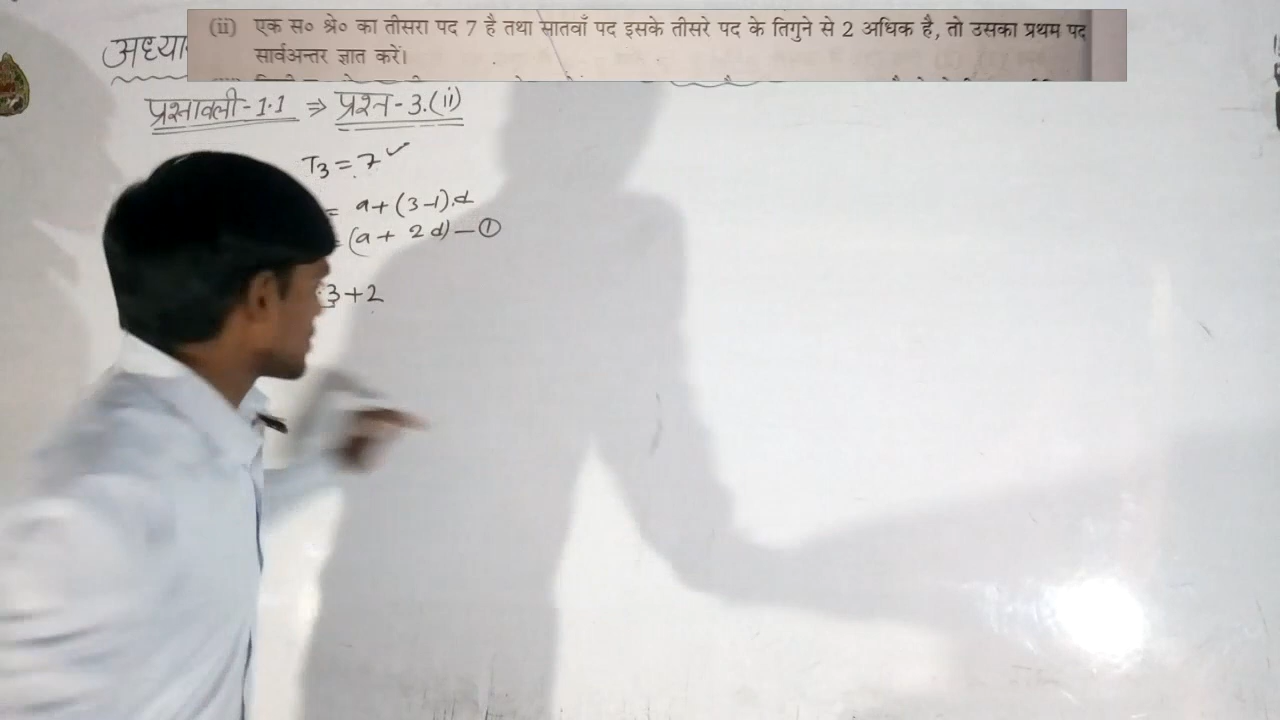 (ii) एक स० श्रे० का तीसरा पद 7 है तथा सातवाँ पद इसके तीसरे पद के तिगुने से 2 अधिक है, तो उसका प्रथम पद
सार्वअन्तर ज्ञात करें।
अध्या
प्रश्नावली-1.1 ⇒ प्रश्न-3.(ii)
T₃ = 7 ✓
= a+(3-1).d
(a + 2d) — ①
3+2